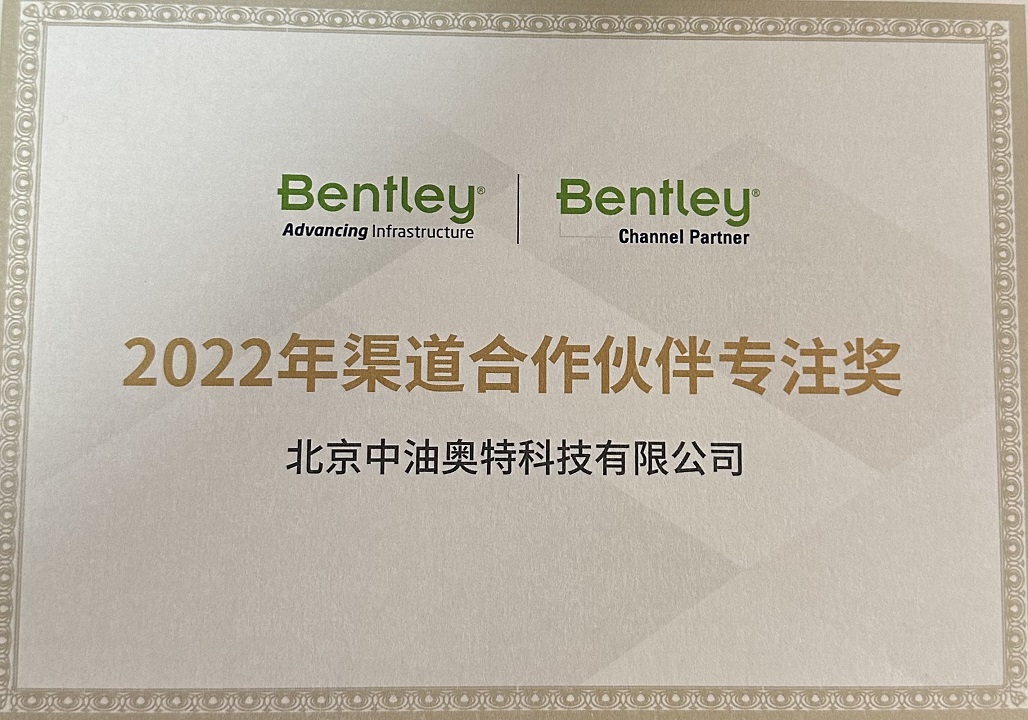 Bentley® Bentley®
Advancing Infrastructure Channel Partner
2022年渠道合作伙伴专注奖
北京中油奥特科技有限公司